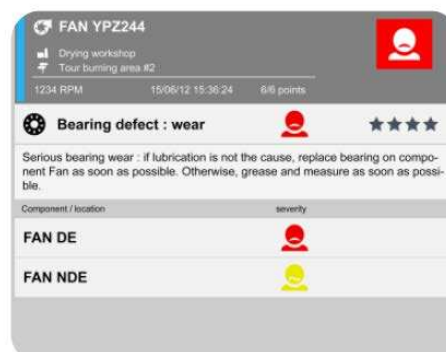 FAN YPZ244
Drying workshop
Tour burning area #2
1234 RPM 15/06/12 15:36:24 6/6 points
Bearing defect : wear
Serious bearing wear : if lubrication is not the cause, replace bearing on compo-
nent Fan as soon as possible. Otherwise, grease and measure as soon as possi-
ble.
Component / location severity
FAN DE
FAN NDE